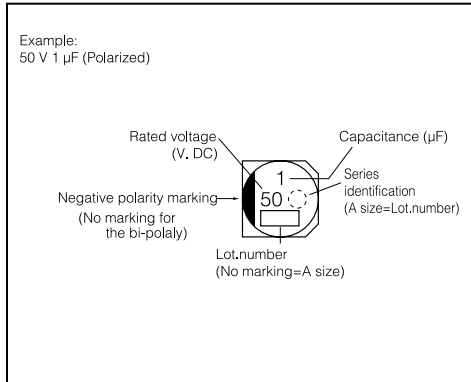 Example:
50 V 1 µF (Polarized)
Rated voltage
(V. DC)
Capacitance (µF)
1
50
Series
identification
(A size=Lot.number)
Negative polarity marking
(No marking for
the bi-polaly)
Lot.number
(No marking=A size)